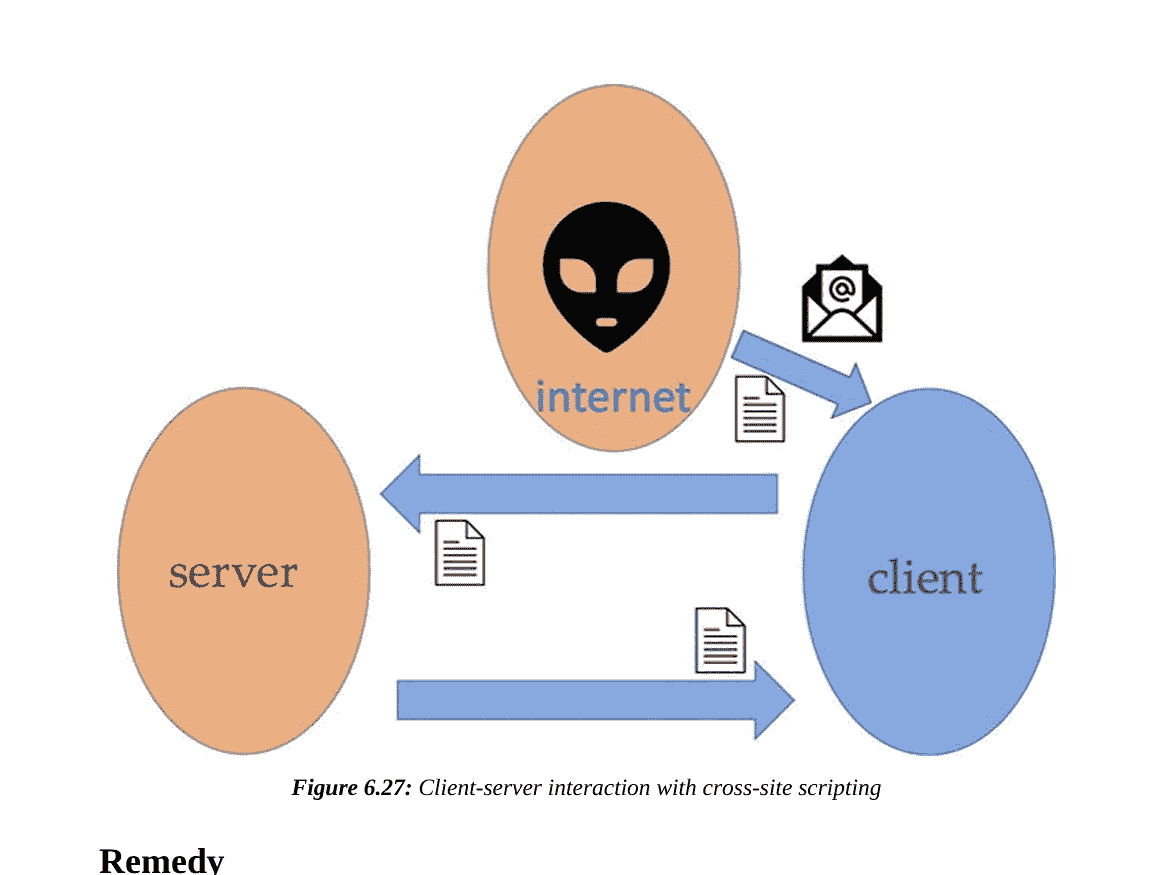 internet
server
client
Figure 6.27: Client-server interaction with cross-site scripting
Remedy